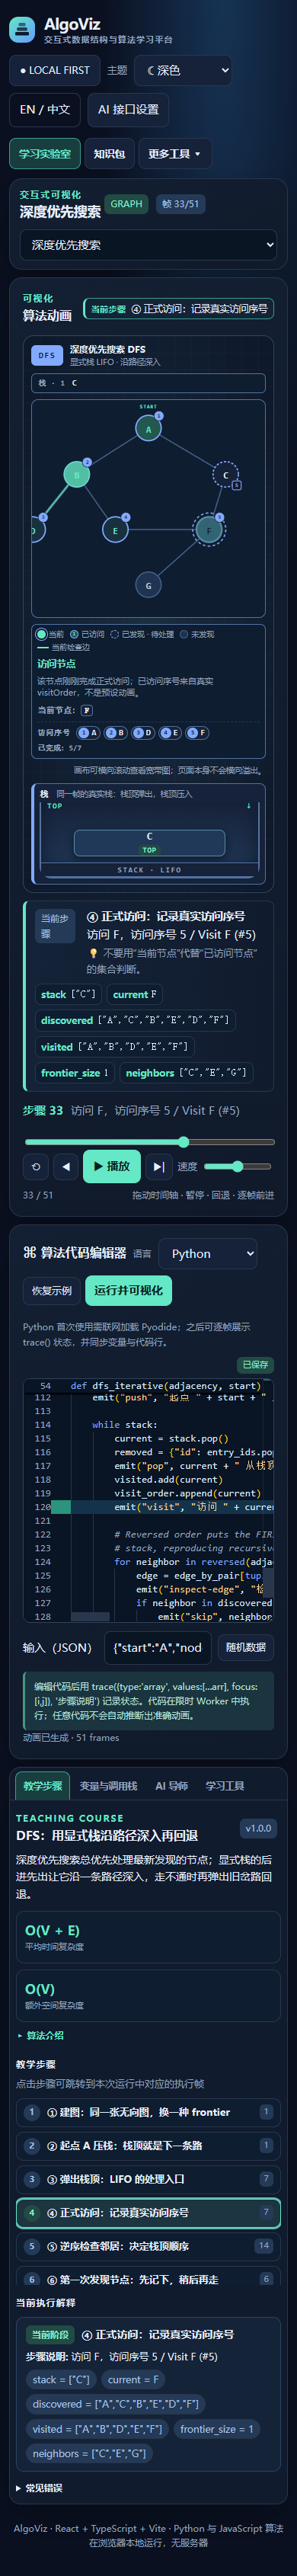 AlgoViz
交互式数据结构与算法学习平台
● LOCAL FIRST 主题 ☾ 深色
EN / 中文 AI 接口设置
学习实验室 知识包 更多工具 ▾
交互式可视化
深度优先搜索 GRAPH 帧 33/51
深度优先搜索
可视化
算法动画 当前步骤 ④ 正式访问：记录真实访问序号
DFS 深度优先搜索 DFS
显式栈 LIFO · 沿路径深入
栈 · 1 C
START
A 1
B 2
C S
D 3
E 4
F 5
G
当前 已访问 已发现 · 待处理 未发现
当前检查边
访问节点
该节点刚刚完成正式访问；已访问序号来自真实
visitOrder，不是预设动画。
当前节点： F
访问序号 1 A 2 B 3 D 4 E 5 F
已完成：5/7
画布可横向滚动查看宽带图；页面本身不会横向溢出。
栈 同一帧的真实栈：栈顶弹出，栈顶压入
TOP ↓
C
TOP
STACK · LIFO
当前步骤 ④ 正式访问：记录真实访问序号
访问 F，访问序号 5 / Visit F (#5)
💡 不要用“当前节点”代替“已访问节点”
的集合判断。
stack ["C"] current F
discovered ["A","C","B","E","D","F"]
visited ["A","B","D","E","F"]
frontier_size 1 neighbors ["C","E","G"]
步骤 33 访问 F，访问序号 5 / Visit F (#5)
⟲ ◀ ▶ 播放 ▶| 速度
33 / 51 拖动时间轴 · 暂停 · 回退 · 逐帧前进
⌘ 算法代码编辑器 语言 Python
恢复示例 运行并可视化
Python 首次使用需联网加载 Pyodide；之后可逐帧展示
trace() 状态，并同步变量与代码行。
已保存
54 def dfs_iterative(adjacency, start)
112 emit("push", "起点 " + start + "
113
114 while stack:
115 current = stack.pop()
116 removed = {"id": entry_ids.pop
117 emit("pop", current + " 从栈顶
118 visited.add(current)
119 visit_order.append(current)
120 emit("visit", "访问 " + curren
121
122 # Reversed order puts the FIR
123 # stack, reproducing recursiv
124 for neighbor in reversed(adja
125 edge = edge_by_pair[tup
126 emit("inspect-edge", "检
127 if neighbor in discovered
128 emit("skip", neighbor
输入（JSON） {"start":"A","nod 随机数据
编辑代码后用 trace({type:'array', values:[...arr], focus:
[i,j]}, '步骤说明') 记录状态。代码在限时 Worker 中执
行；任意代码不会自动推断出准确动画。
动画已生成 · 51 frames
教学步骤 变量与调用栈 AI 导师 学习工具
TEACHING COURSE
DFS：用显式栈沿路径深入再回退 v1.0.0
深度优先搜索总优先处理最新发现的节点；显式栈的后
进先出让它沿一条路径深入，走不通时再弹出旧岔路回
退。
O(V + E)
平均时间复杂度
O(V)
额外空间复杂度
▸ 算法介绍
教学步骤
点击步骤可跳转到本次运行中对应的执行帧
1 ① 建图：同一张无向图，换一种 frontier 1
2 ② 起点 A 压栈：栈顶就是下一条路 1
3 ③ 弹出栈顶：LIFO 的处理入口 7
4 ④ 正式访问：记录真实访问序号 7
5 ⑤ 逆序检查邻居：决定栈顶顺序 14
6 ⑥ 第一次发现节点：先记下，稍后再走 6
当前执行解释
当前阶段 ④ 正式访问：记录真实访问序号
步骤说明: 访问 F，访问序号 5 / Visit F (#5)
stack = ["C"] current = F
discovered = ["A","C","B","E","D","F"]
visited = ["A","B","D","E","F"] frontier_size = 1
neighbors = ["C","E","G"]
▸ 常见错误
AlgoViz · React + TypeScript + Vite · Python 与 JavaScript 算法
在浏览器本地运行，无服务器